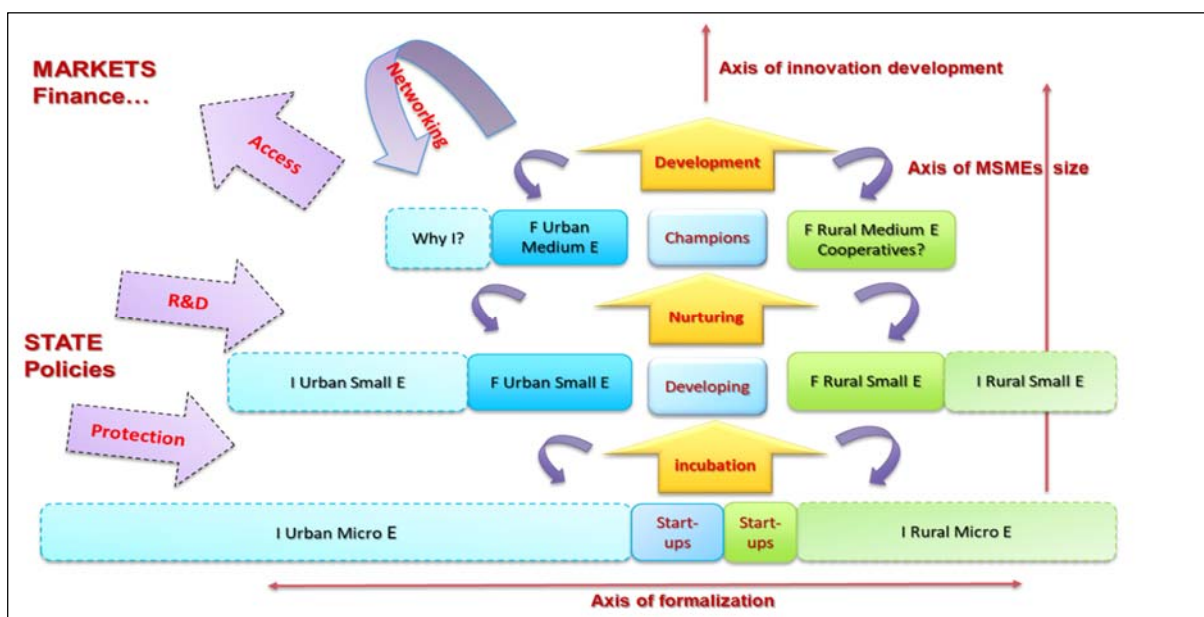 MARKETS
Finance...
Networking
Access
Axis of innovation development
Development
Axis of MSMEs size
Why I?
F Urban
Medium E
Champions
F Rural Medium E
Cooperatives?
R&D
Nurturing
STATE
Policies
I Urban Small E
F Urban Small E
Developing
F Rural Small E
I Rural Small E
Protection
incubation
I Urban Micro E
Start-
ups
Start-
ups
I Rural Micro E
Axis of formalization